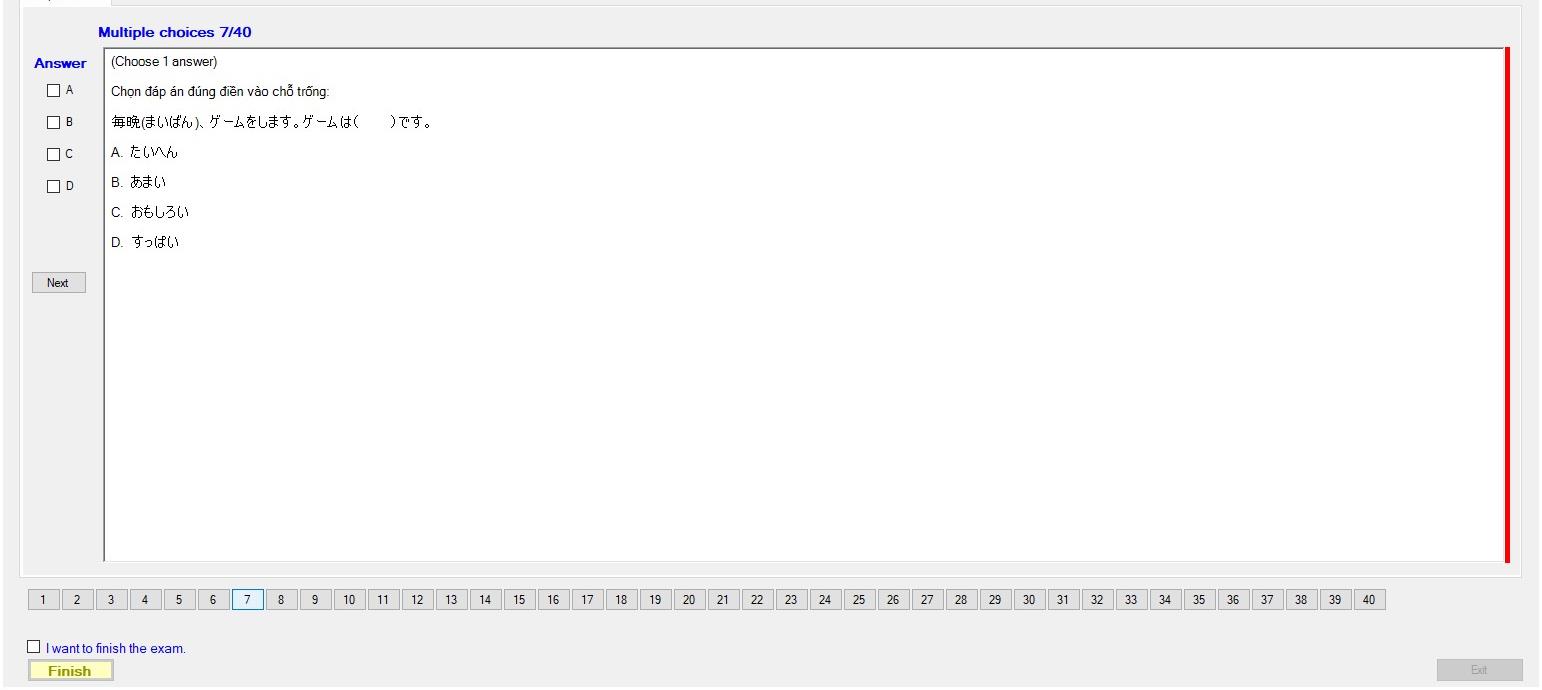 Multiple choices 7/40
Answer
(Choose 1 answer)
A
Chọn đáp án đúng điền vào chỗ trống:
B
毎晩(まいばん)、ゲームをします。ゲームは(　　)です。
C
A. たいへん
D
B. あまい
C. おもしろい
D. すっぱい
Next
1 2 3 4 5 6 7 8 9 10 11 12 13 14 15 16 17 18 19 20 21 22 23 24 25 26 27 28 29 30 31 32 33 34 35 36 37 38 39 40
I want to finish the exam.
Finish
Exit